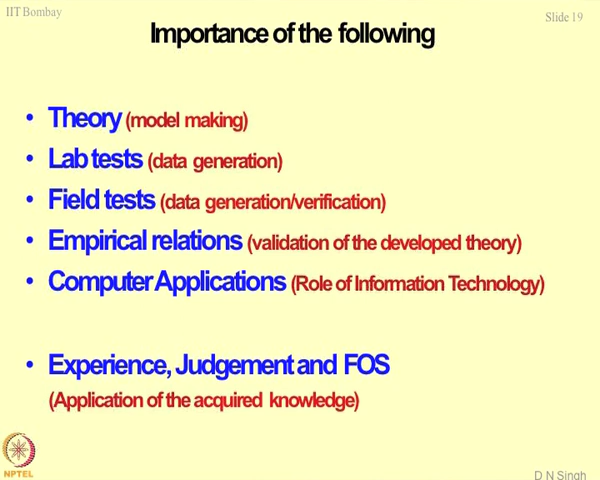 IIT Bombay
Slide 19
Importance of the following
• Theory (model making)
• Lab tests (data generation)
• Field tests (data generation/verification)
• Empirical relations (validation of the developed theory)
• Computer Applications (Role of Information Technology)
• Experience, Judgement and FOS
(Application of the acquired knowledge)
NPTEL
D N Singh